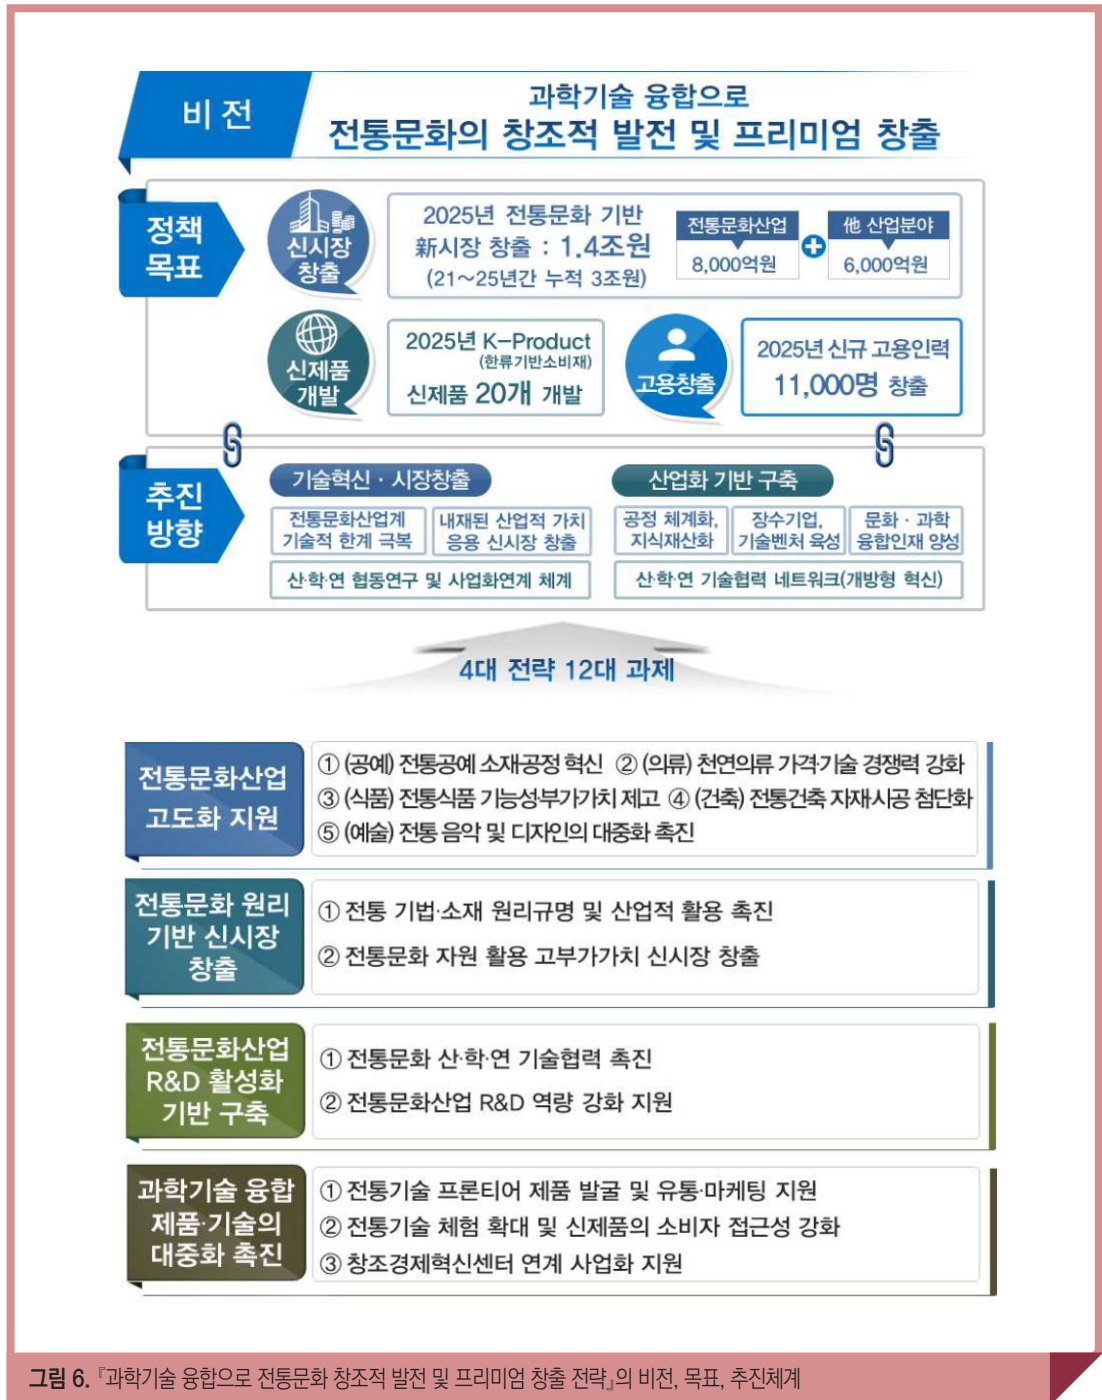 비 전
과학기술 융합으로
전통문화의 창조적 발전 및 프리미엄 창출
정책
목표
신시장
창출
2025년 전통문화 기반
新시장 창출 : 1.4조원
(21~25년간 누적 3조원)
전통문화산업
8,000억원
他 산업분야
6,000억원
신제품
개발
2025년 K-Product
(한류기반소비재)
신제품 20개 개발
고용창출
2025년 신규 고용인력
11,000명 창출
추진
방향
기술혁신 · 시장창출
전통문화산업계
기술적 한계 극복
내재된 산업적 가치
응용 신시장 창출
산·학·연 협동연구 및 사업화연계 체계
산업화 기반 구축
공정 체계화,
지식재산화
장수기업,
기술벤처 육성
문화 · 과학
융합인재 양성
산·학·연 기술협력 네트워크(개방형 혁신)
4대 전략 12대 과제
전통문화산업
고도화 지원
① (공예) 전통공예 소재·공정 혁신 ② (의류) 천연의류 가격·기술 경쟁력 강화
③ (식품) 전통식품 기능성·부가가치 제고 ④ (건축) 전통건축 자재·시공 첨단화
⑤ (예술) 전통 음악 및 디자인의 대중화 촉진
전통문화 원리
기반 신시장
창출
① 전통 기법·소재 원리규명 및 산업적 활용 촉진
② 전통문화 자원 활용 고부가가치 신시장 창출
전통문화산업
R&D 활성화
기반 구축
① 전통문화 산·학·연 기술협력 촉진
② 전통문화산업 R&D 역량 강화 지원
과학기술 융합
제품·기술의
대중화 촉진
① 전통기술 프론티어 제품 발굴 및 유통·마케팅 지원
② 전통기술 체험 확대 및 신제품의 소비자 접근성 강화
③ 창조경제혁신센터 연계 사업화 지원
그림 6. 『과학기술 융합으로 전통문화 창조적 발전 및 프리미엄 창출 전략』의 비전, 목표, 추진체계